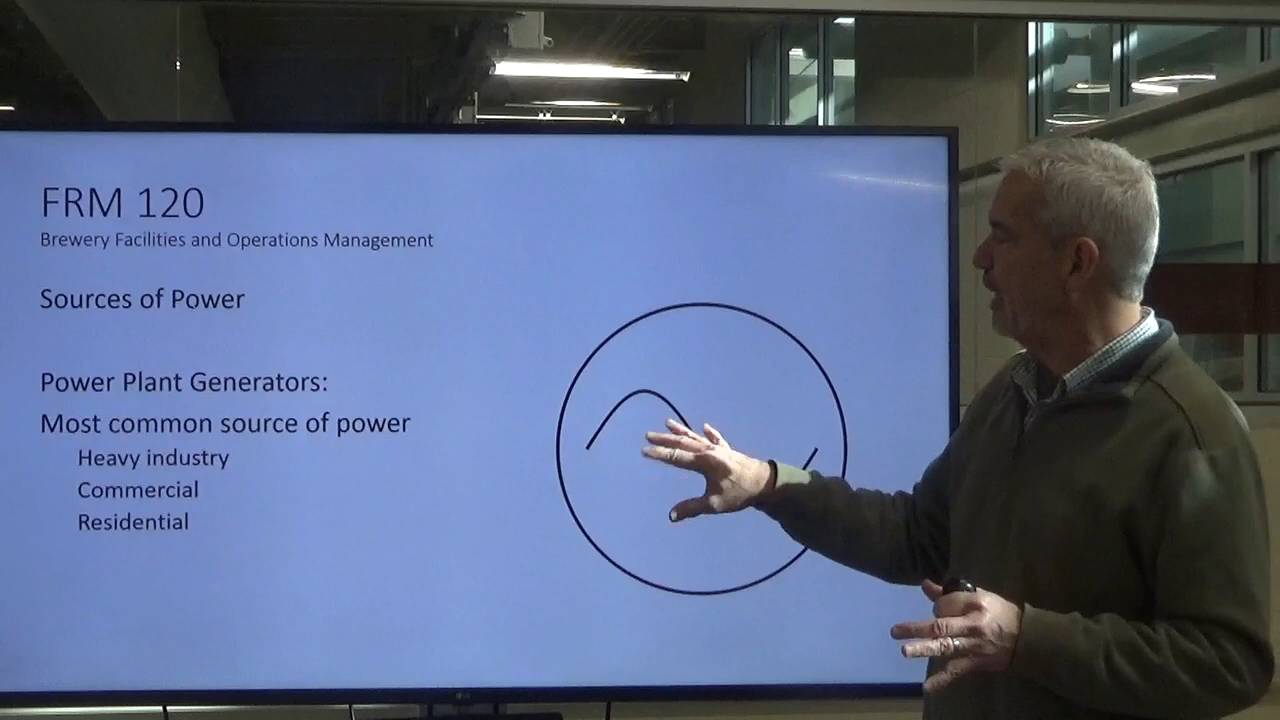 FRM 120
Brewery Facilities and Operations Management
Sources of Power
Power Plant Generators:
Most common source of power
Heavy industry
Commercial
Residential
LG